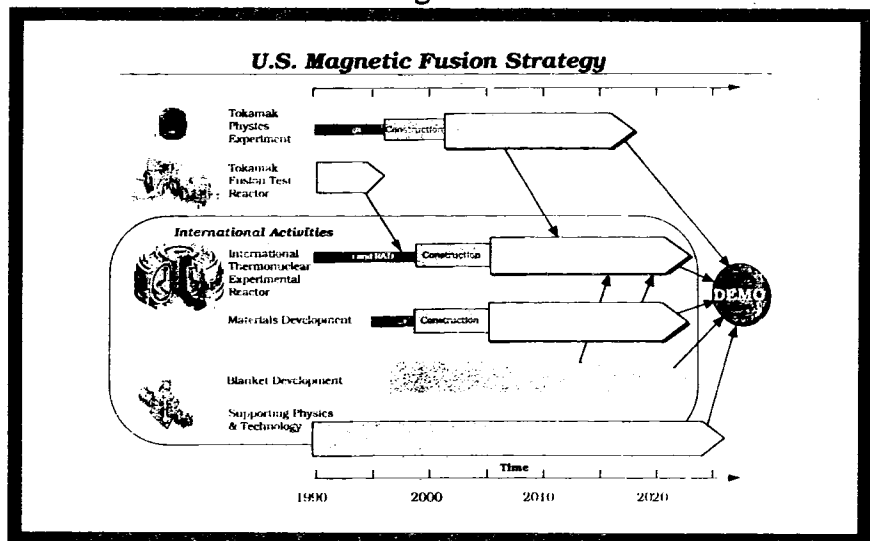 U.S. Magnetic Fusion Strategy
Tokamak
Physics
Experiment
Construction
Tokamak
Fusion Test
Reactor
International Activities
International
Thermonuclear
Experimental
Reactor
Construction
DEMO
Materials Development
Construction
Blanket Development
Supporting Physics
& Technology
Time
1990
2000
2010
2020